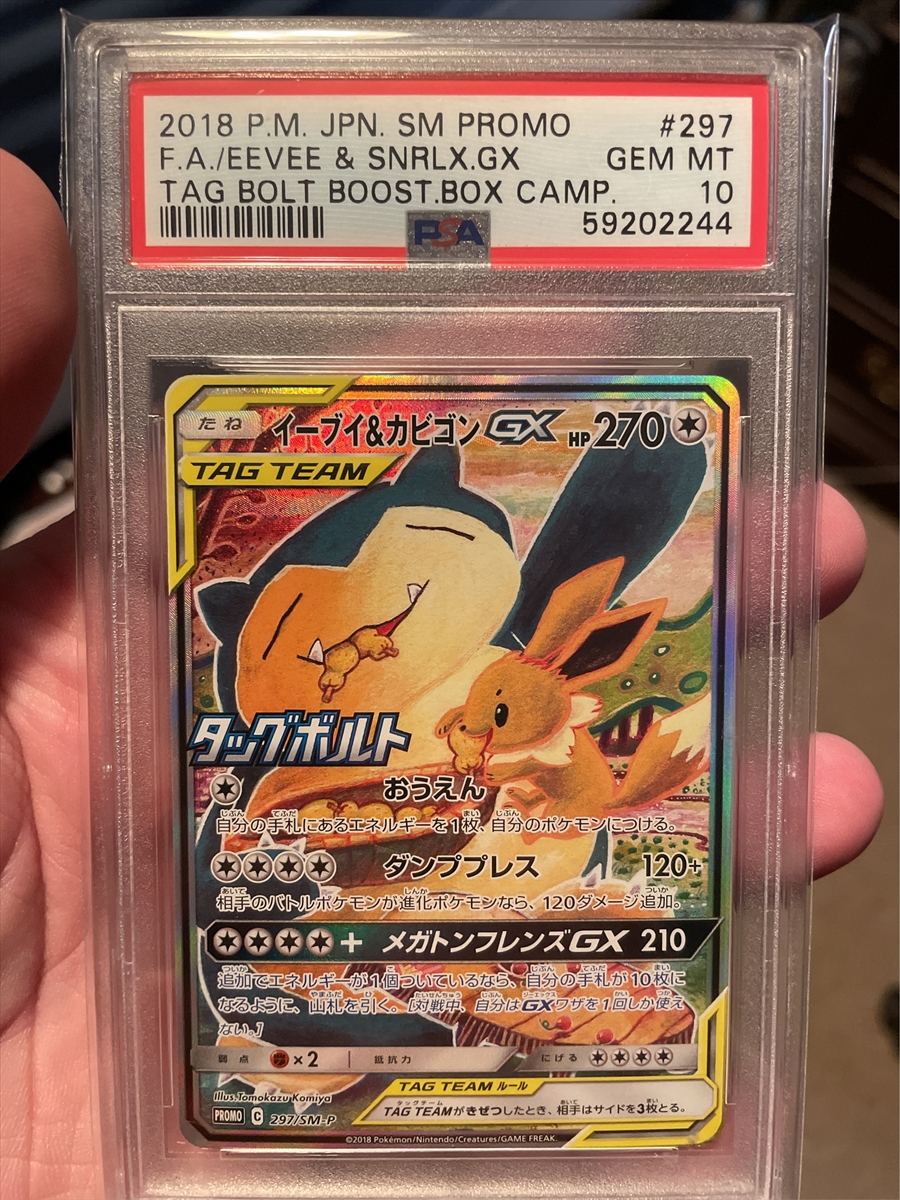 2018 P.M. JPN. SM PROMO #297
F.A./EEVEE & SNRLX.GX GEM MT
TAG BOLT BOOST.BOX CAMP. 10
PSA 59202244
たね イーブイ&カビゴンGX HP270
TAG TEAM
タッグボルト
おうえん
自分の手札にあるエネルギーを1枚、自分のポケモンにつける。
ダンププレス 120+
相手のバトルポケモンが進化ポケモンなら、120ダメージ追加。
+ メガトンフレンズGX 210
追加でエネルギーが1個ついているなら、自分の手札が10枚に
なるように、山札を引く。[対戦中、自分はGXワザを1回しか使え
ない。]
弱点 ×2 抵抗力 にげる
Illus.Tomokazu Komiya
TAG TEAM ルール
TAG TEAMがきぜつしたとき、相手はサイドを3枚とる。
PROMO C 297/SM-P
©2018 Pokémon/Nintendo/Creatures/GAME FREAK.